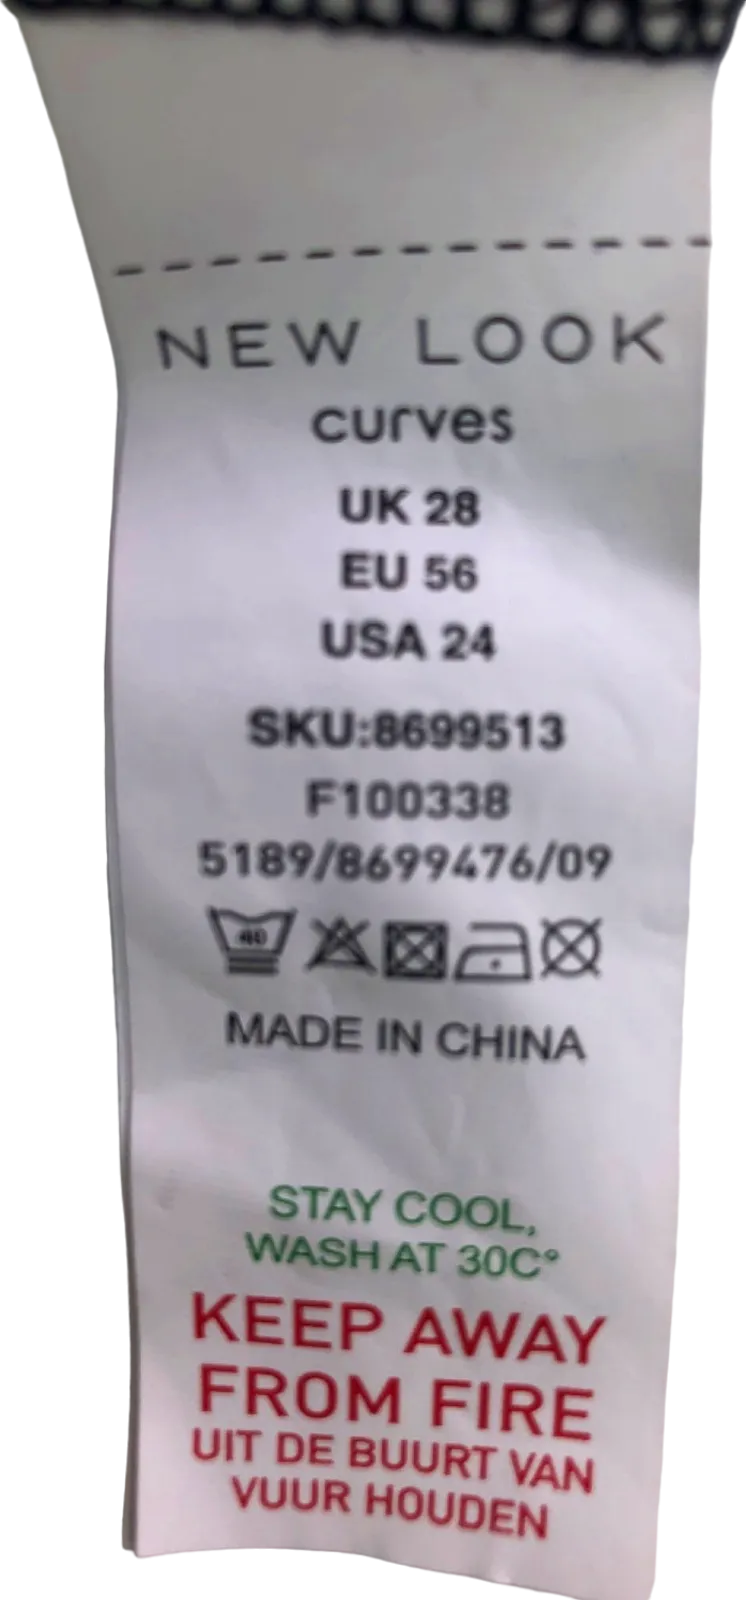 NEW LOOK
curves
UK 28
EU 56
USA 24
SKU:8699513
F100338
5189/8699476/09
40
MADE IN CHINA
STAY COOL,
WASH AT 30C°
KEEP AWAY
FROM FIRE
UIT DE BUURT VAN
VUUR HOUDEN